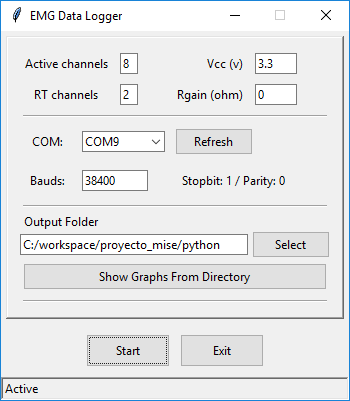 EMG Data Logger
Active channels 8 Vcc (v) 3.3
RT channels 2 Rgain (ohm) 0
COM: COM9 Refresh
Bauds: 38400 Stopbit: 1 / Parity: 0
Output Folder
C:/workspace/proyecto_mise/python Select
Show Graphs From Directory
Start Exit
Active